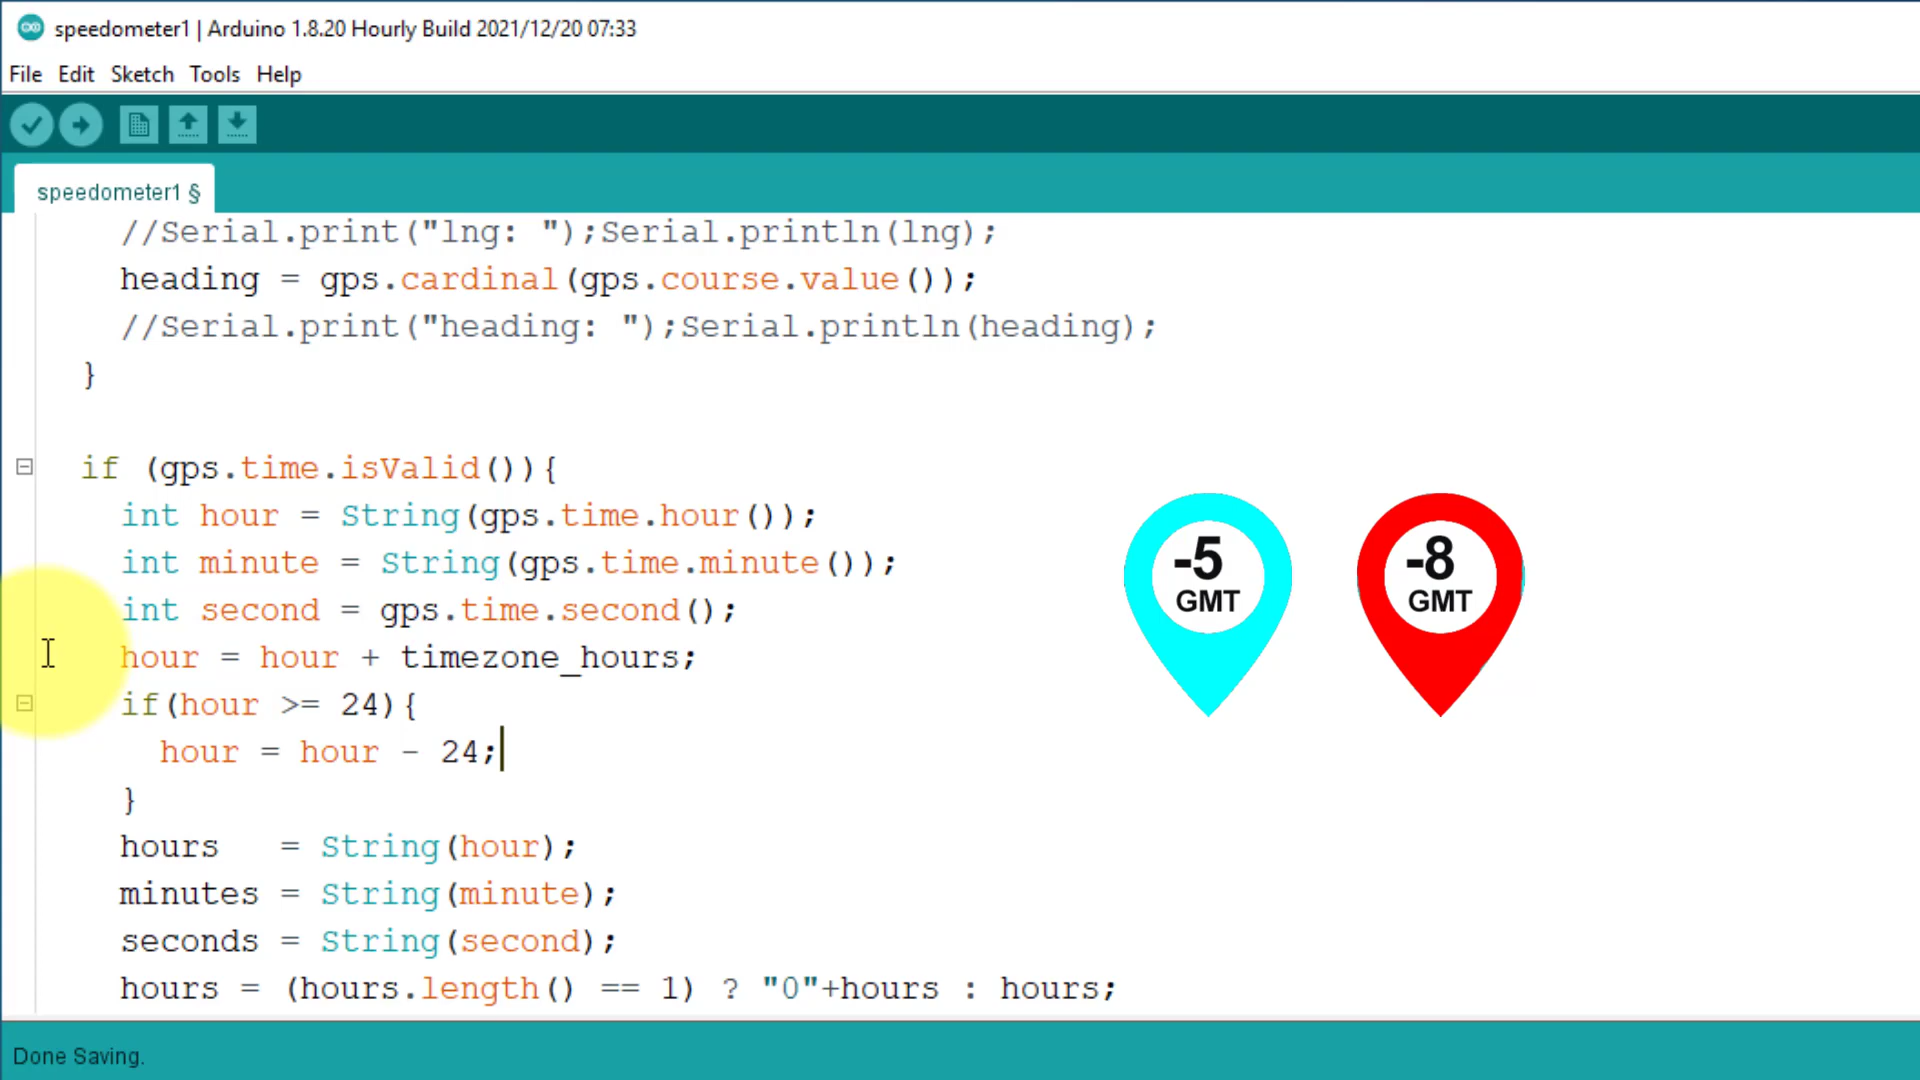 speedometer1 | Arduino 1.8.20 Hourly Build 2021/12/20 07:33
File Edit Sketch Tools Help
speedometer1 §
//Serial.print("lng: ");Serial.println(lng);
heading = gps.cardinal(gps.course.value());
//Serial.print("heading: ");Serial.println(heading);
}
if (gps.time.isValid()){
int hour = String(gps.time.hour());
int minute = String(gps.time.minute());
int second = gps.time.second();
hour = hour + timezone_hours;
if(hour >= 24){
hour = hour - 24;
}
hours   = String(hour);
minutes = String(minute);
seconds = String(second);
hours = (hours.length() == 1) ? "0"+hours : hours;
-5
GMT
-8
GMT
Done Saving.